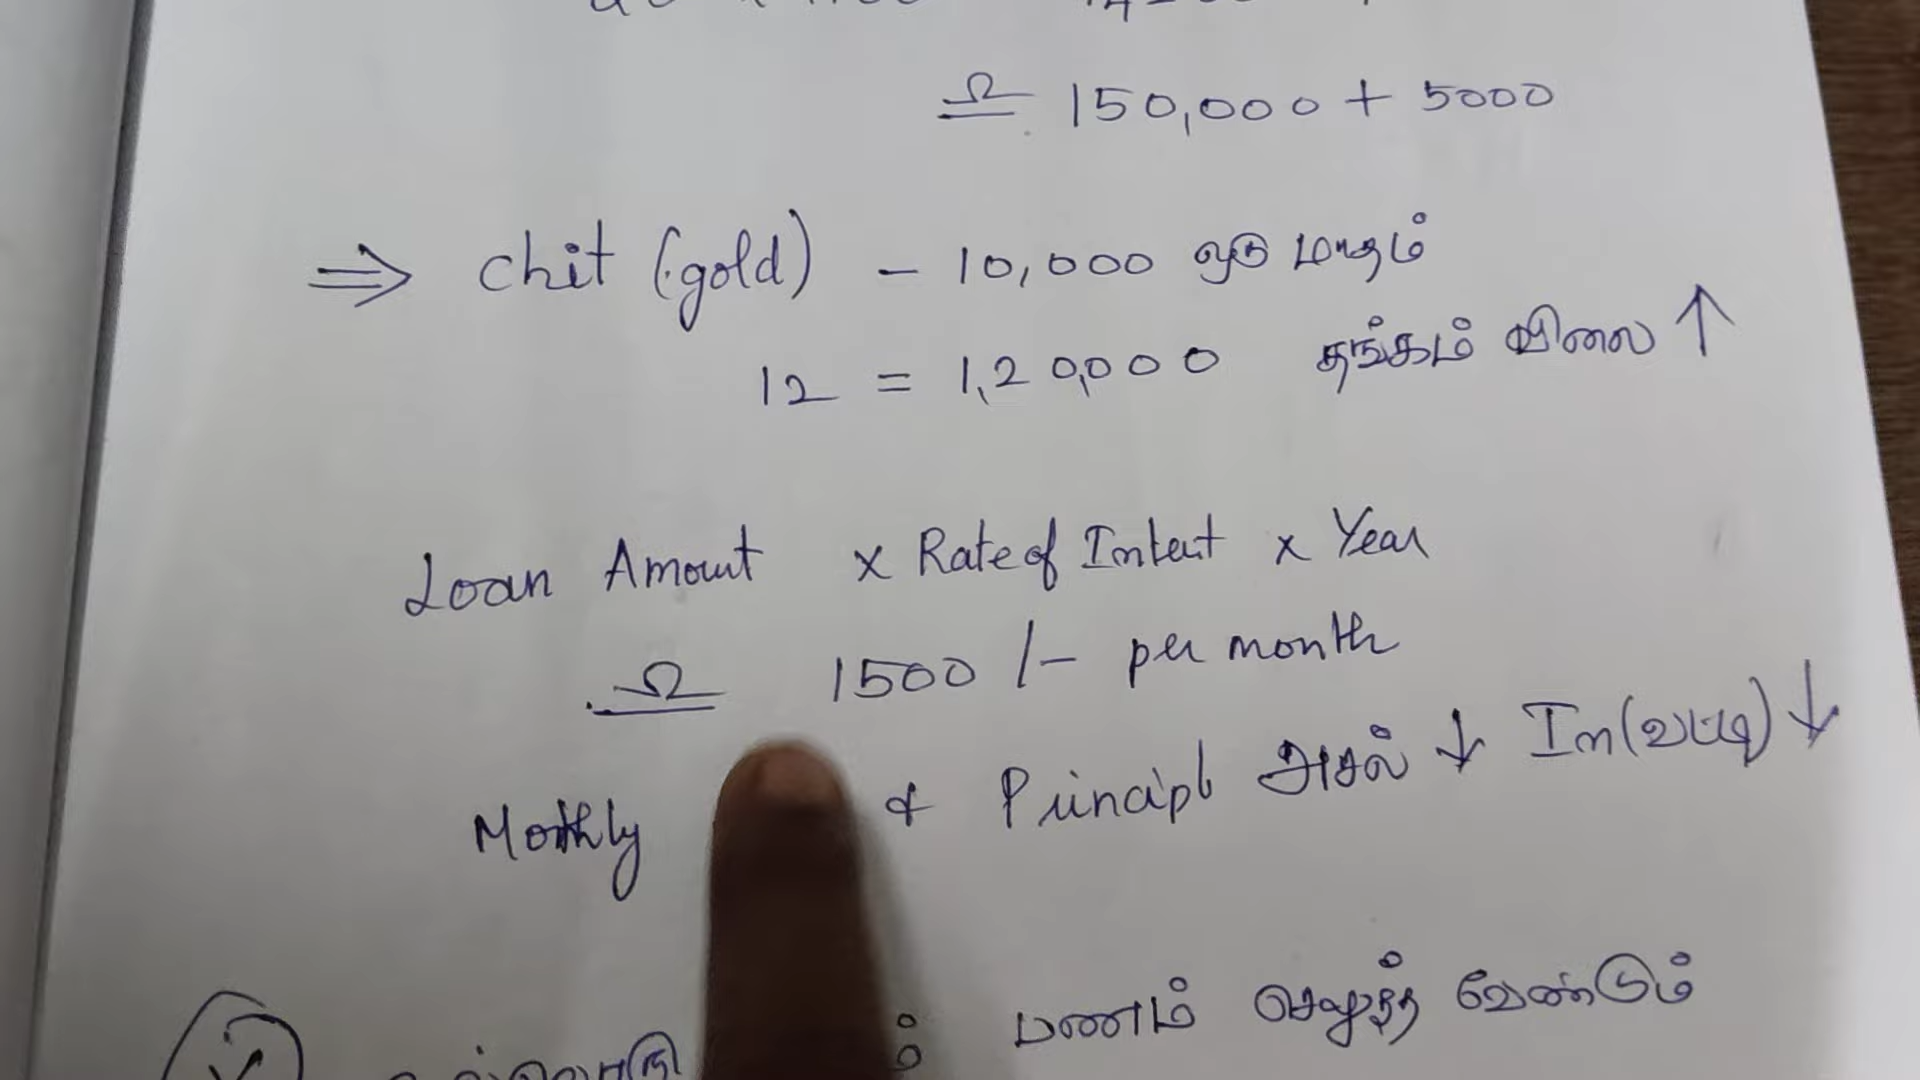 ≏ 150,000 + 5000
⇒ chit (gold) - 10,000 ஒரு மாதம்
12 = 1,20,000 தங்கம் விலை ↑
Loan Amount x Rate of Intert x Year
≏ 1500 /- per month
Monthly & Principl அசல் ↓ In(வட்டி) ↓
பணம் செலுத்த வேண்டும்